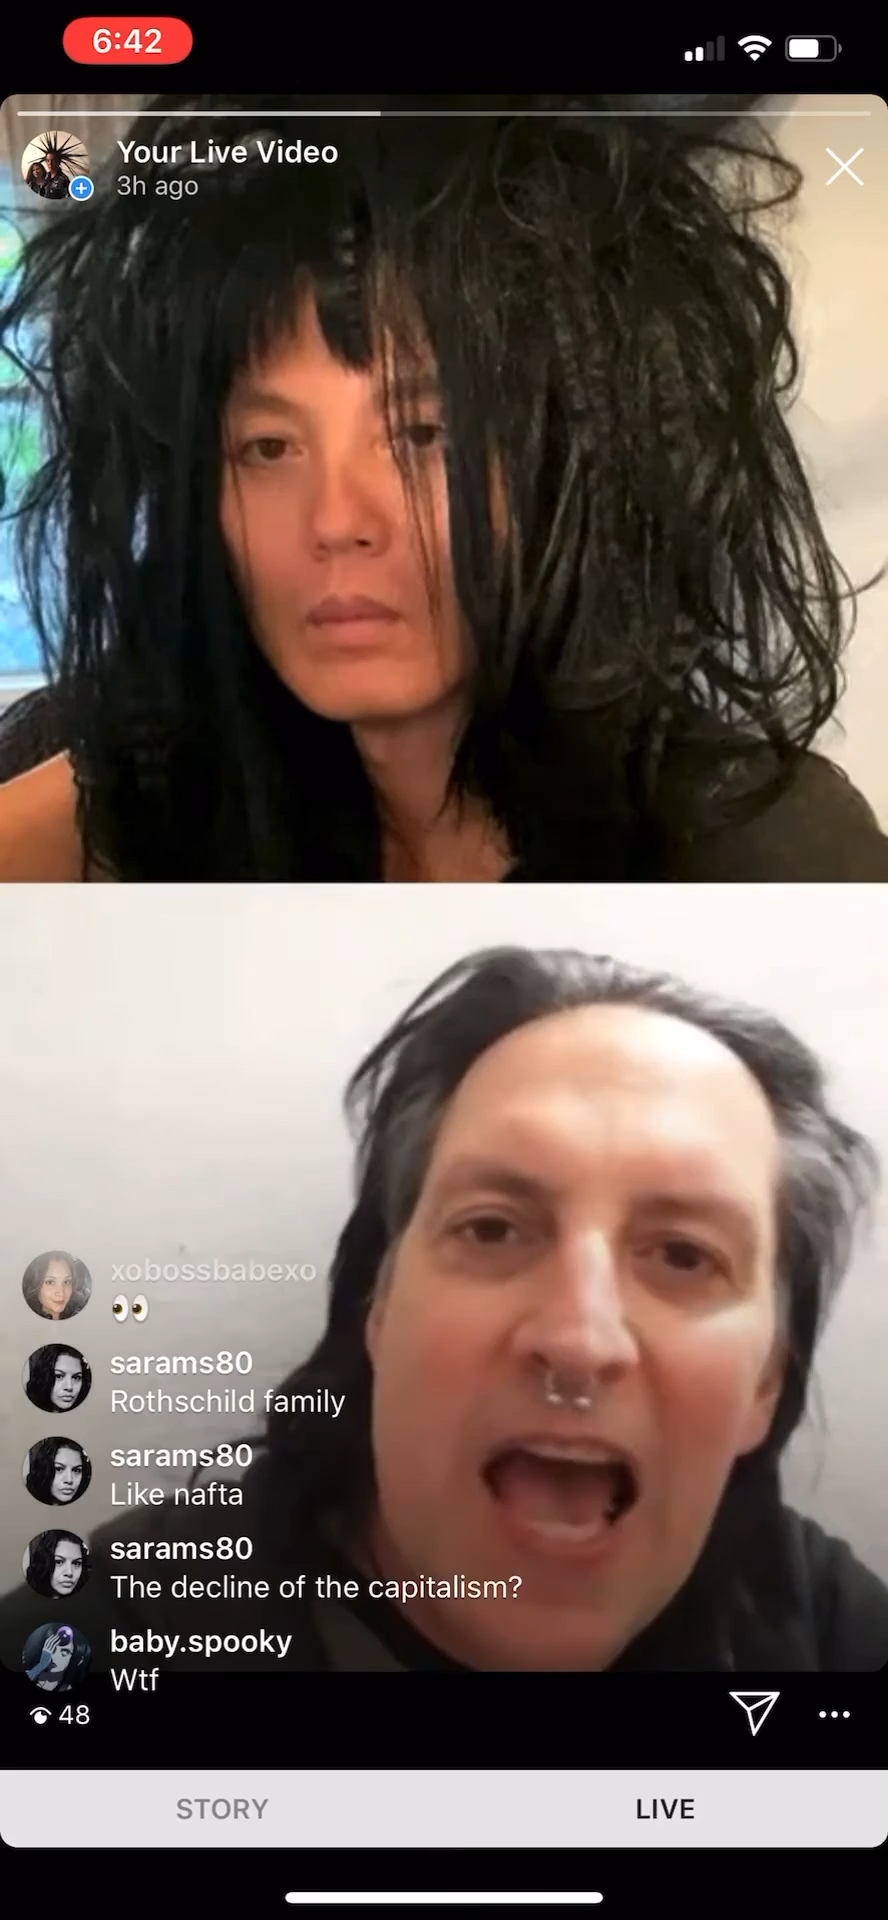 6:42
Your Live Video
3h ago
xobossbabexo
👀
sarams80
Rothschild family
sarams80
Like nafta
sarams80
The decline of the capitalism?
baby.spooky
Wtf
48
STORY
LIVE